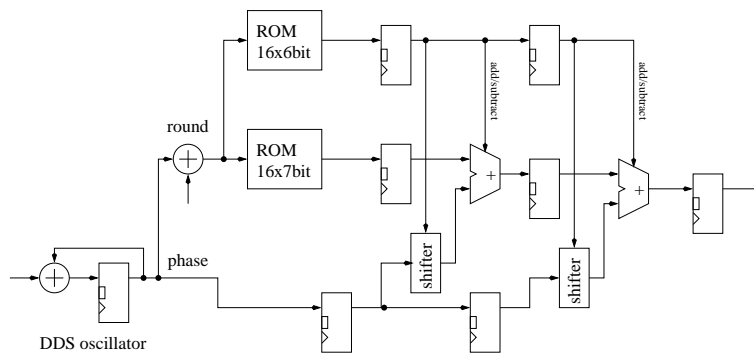 ROM
16x6bit
add/subtract
add/subtract
round
ROM
16x7bit
+
+
+
phase
+
shifter
shifter
DDS oscillator